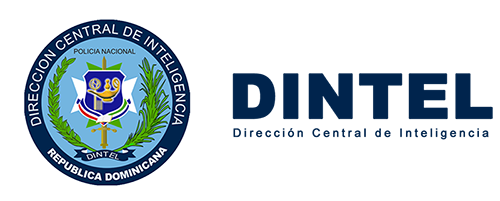 DIRECCION CENTRAL DE INTELIGENCIA
POLICIA NACIONAL
DINTEL
REPUBLICA DOMINICANA
DINTEL
Dirección Central de Inteligencia